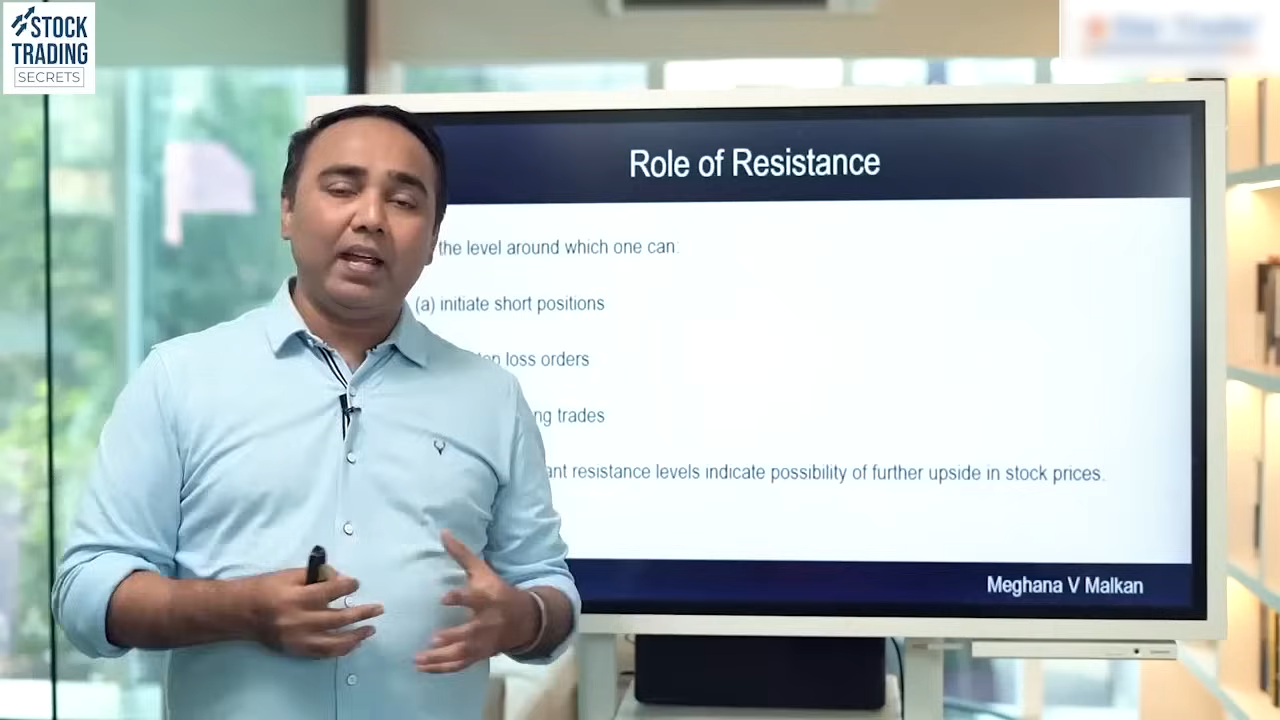 STOCK
TRADING
SECRETS
Role of Resistance
the level around which one can:
(a) initiate short positions
loss orders
trades
resistance levels indicate possibility of further upside in stock prices.
Meghana V Malkan